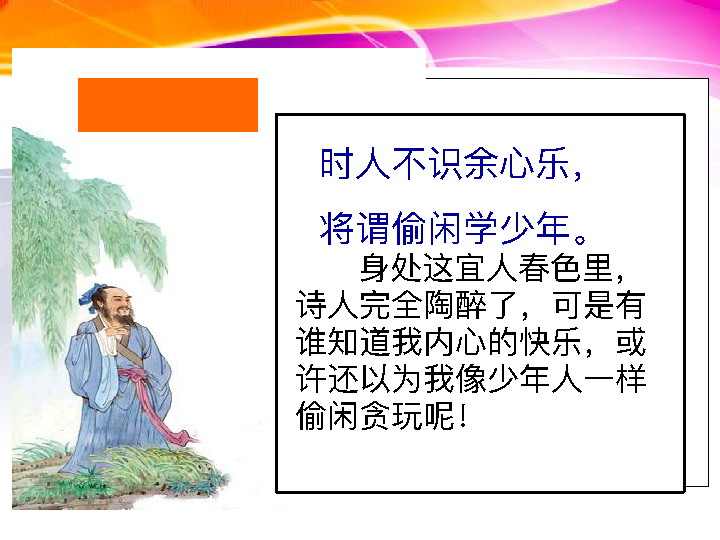 时人不识余心乐，
将谓偷闲学少年。
身处这宜人春色里，
诗人完全陶醉了，可是有
谁知道我内心的快乐，或
许还以为我像少年人一样
偷闲贪玩呢！